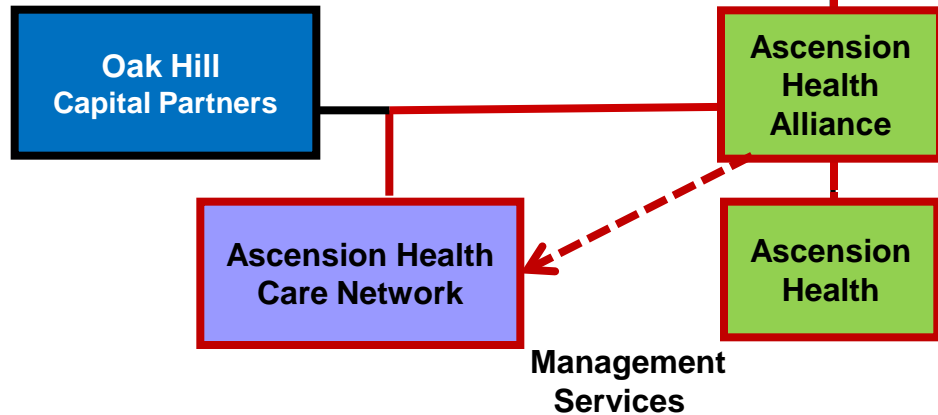 Oak Hill
Capital Partners
Ascension
Health
Alliance
Ascension Health
Care Network
Ascension
Health
Management
Services